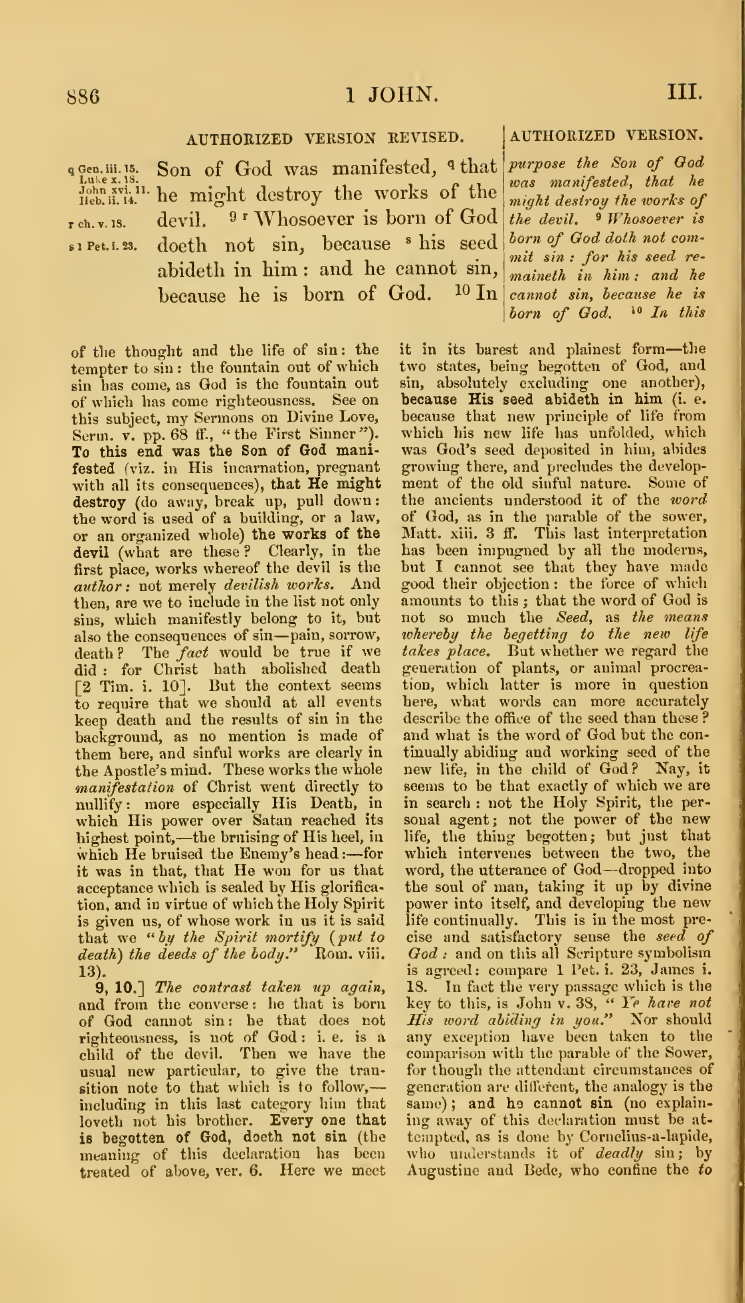 886
1 JOHN.
III.
AUTHORIZED VERSION REVISED.
q Gen. iii. 15.
Luke x. 18.
John xvi. 11.
Heb. ii. 14.
r ch. v. 18.
s 1 Pet. i. 23.
Son of God was manifested, q that
he might destroy the works of the
devil. 9 r Whosoever is born of God
doeth not sin, because s his seed
abideth in him : and he cannot sin,
because he is born of God. 10 In
AUTHORIZED VERSION.
purpose the Son of God
was manifested, that he
might destroy the works of
the devil. 9 Whosoever is
born of God doth not com-
mit sin : for his seed re-
maineth in him : and he
cannot sin, because he is
born of God. 10 In this
of the thought and the life of sin: the
tempter to sin: the fountain out of which
sin has come, as God is the fountain out
of which has come righteousness. See on
this subject, my Sermons on Divine Love,
Serm. v. pp. 68 ff., “the First Sinner”).
To this end was the Son of God mani-
fested (viz. in His incarnation, pregnant
with all its consequences), that He might
destroy (do away, break up, pull down:
the word is used of a building, or a law,
or an organized whole) the works of the
devil (what are these? Clearly, in the
first place, works whereof the devil is the
author: not merely devilish works. And
then, are we to include in the list not only
sins, which manifestly belong to it, but
also the consequences of sin—pain, sorrow,
death? The fact would be true if we
did : for Christ hath abolished death
[2 Tim. i. 10]. But the context seems
to require that we should at all events
keep death and the results of sin in the
background, as no mention is made of
them here, and sinful works are clearly in
the Apostle's mind. These works the whole
manifestation of Christ went directly to
nullify: more especially His Death, in
which His power over Satan reached its
highest point,—the bruising of His heel, in
which He bruised the Enemy's head:—for
it was in that, that He won for us that
acceptance which is sealed by His glorifica-
tion, and in virtue of which the Holy Spirit
is given us, of whose work in us it is said
that we “by the Spirit mortify (put to
death) the deeds of the body.” Rom. viii.
13).
9, 10.] The contrast taken up again,
and from the converse: he that is born
of God cannot sin: he that does not
righteousness, is not of God: i. e. is a
child of the devil. Then we have the
usual new particular, to give the tran-
sition note to that which is to follow,—
including in this last category him that
loveth not his brother. Every one that
is begotten of God, doeth not sin (the
meaning of this declaration has been
treated of above, ver. 6. Here we meet
it in its barest and plainest form—the
two states, being begotten of God, and
sin, absolutely excluding one another),
because His seed abideth in him (i. e.
because that new principle of life from
which his new life has unfolded, which
was God's seed deposited in him, abides
growing there, and precludes the develop-
ment of the old sinful nature. Some of
the ancients understood it of the word
of God, as in the parable of the sower,
Matt. xiii. 3 ff. This last interpretation
has been impugned by all the moderns,
but I cannot see that they have made
good their objection : the force of which
amounts to this ; that the word of God is
not so much the Seed, as the means
whereby the begetting to the new life
takes place. But whether we regard the
generation of plants, or animal procrea-
tion, which latter is more in question
here, what words can more accurately
describe the office of the seed than these ?
and what is the word of God but the con-
tinually abiding and working seed of the
new life, in the child of God? Nay, it
seems to be that exactly of which we are
in search : not the Holy Spirit, the per-
sonal agent; not the power of the new
life, the thing begotten; but just that
which intervenes between the two, the
word, the utterance of God—dropped into
the soul of man, taking it up by divine
power into itself, and developing the new
life continually. This is in the most pre-
cise and satisfactory sense the seed of
God : and on this all Scripture symbolism
is agreed: compare 1 Pet. i. 23, James i.
18. In fact the very passage which is the
key to this, is John v. 38, “ Ye have not
His word abiding in you.” Nor should
any exception have been taken to the
comparison with the parable of the Sower,
for though the attendant circumstances of
generation are different, the analogy is the
same) ; and he cannot sin (no explain-
ing away of this declaration must be at-
tempted, as is done by Cornelius-a-lapide,
who understands it of deadly sin; by
Augustine and Bede, who confine the to